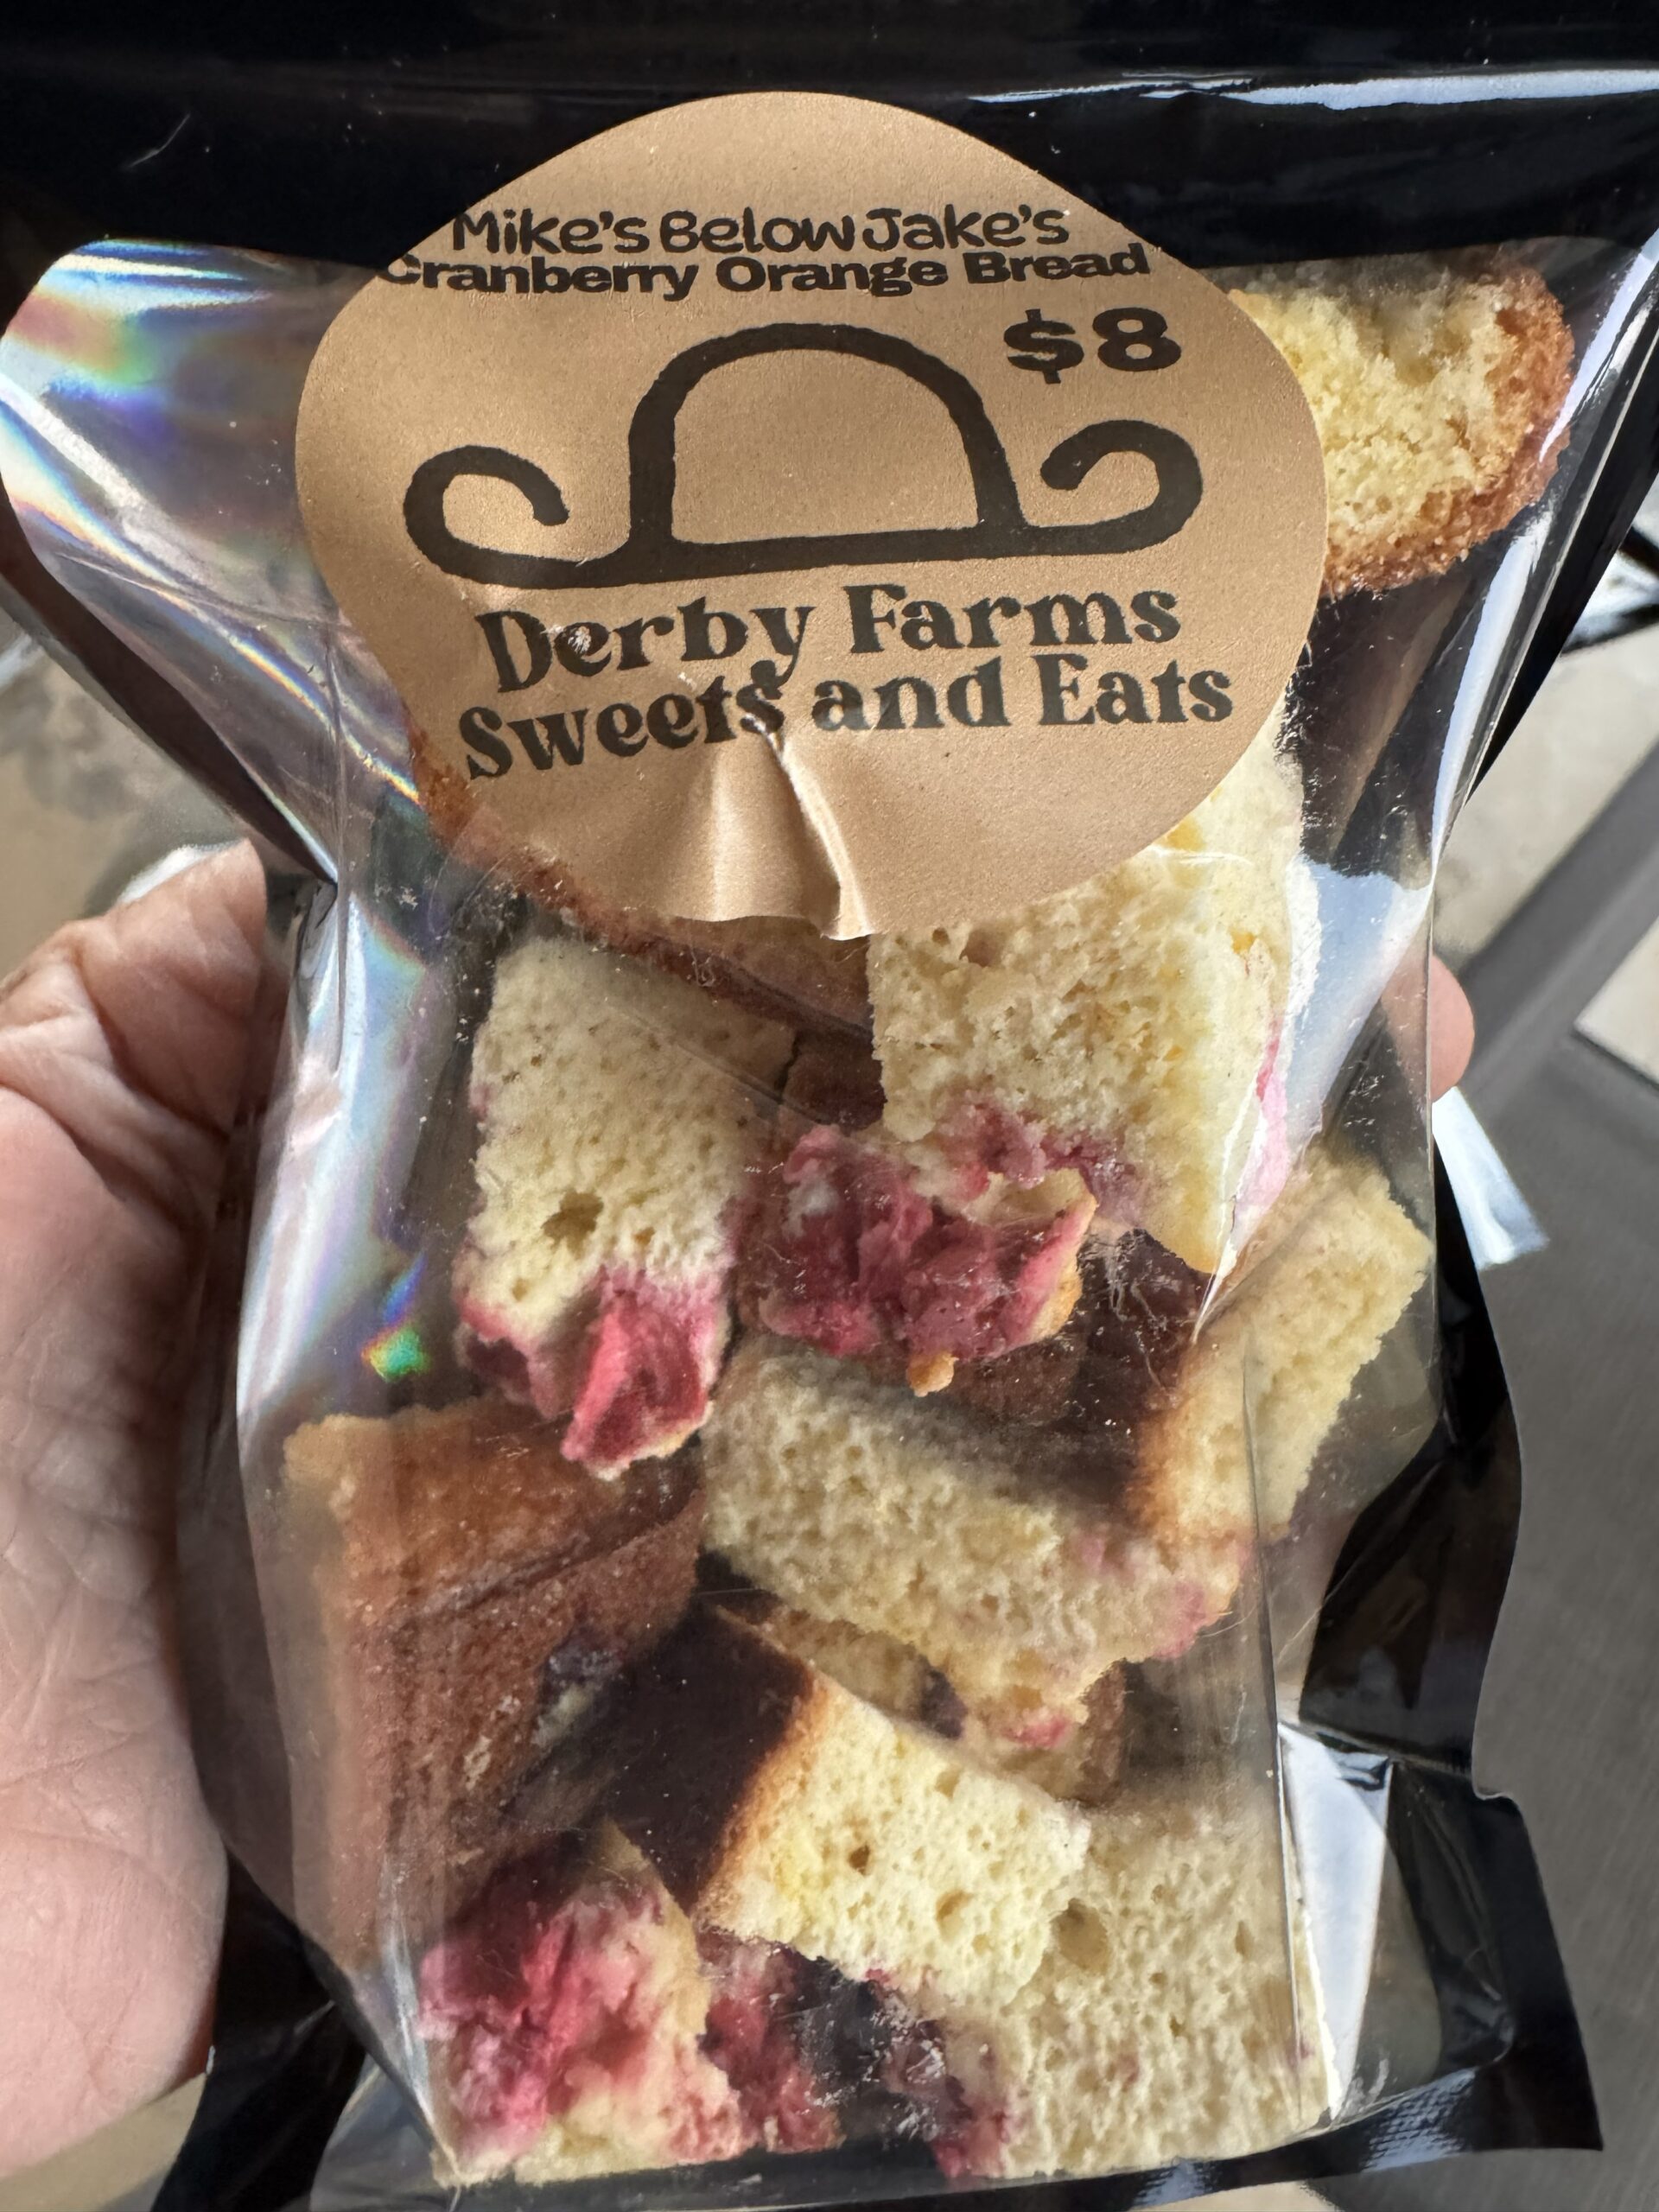 Mike's Below Jake's
Cranberry Orange Bread
$8
Derby Farms
Sweets and Eats